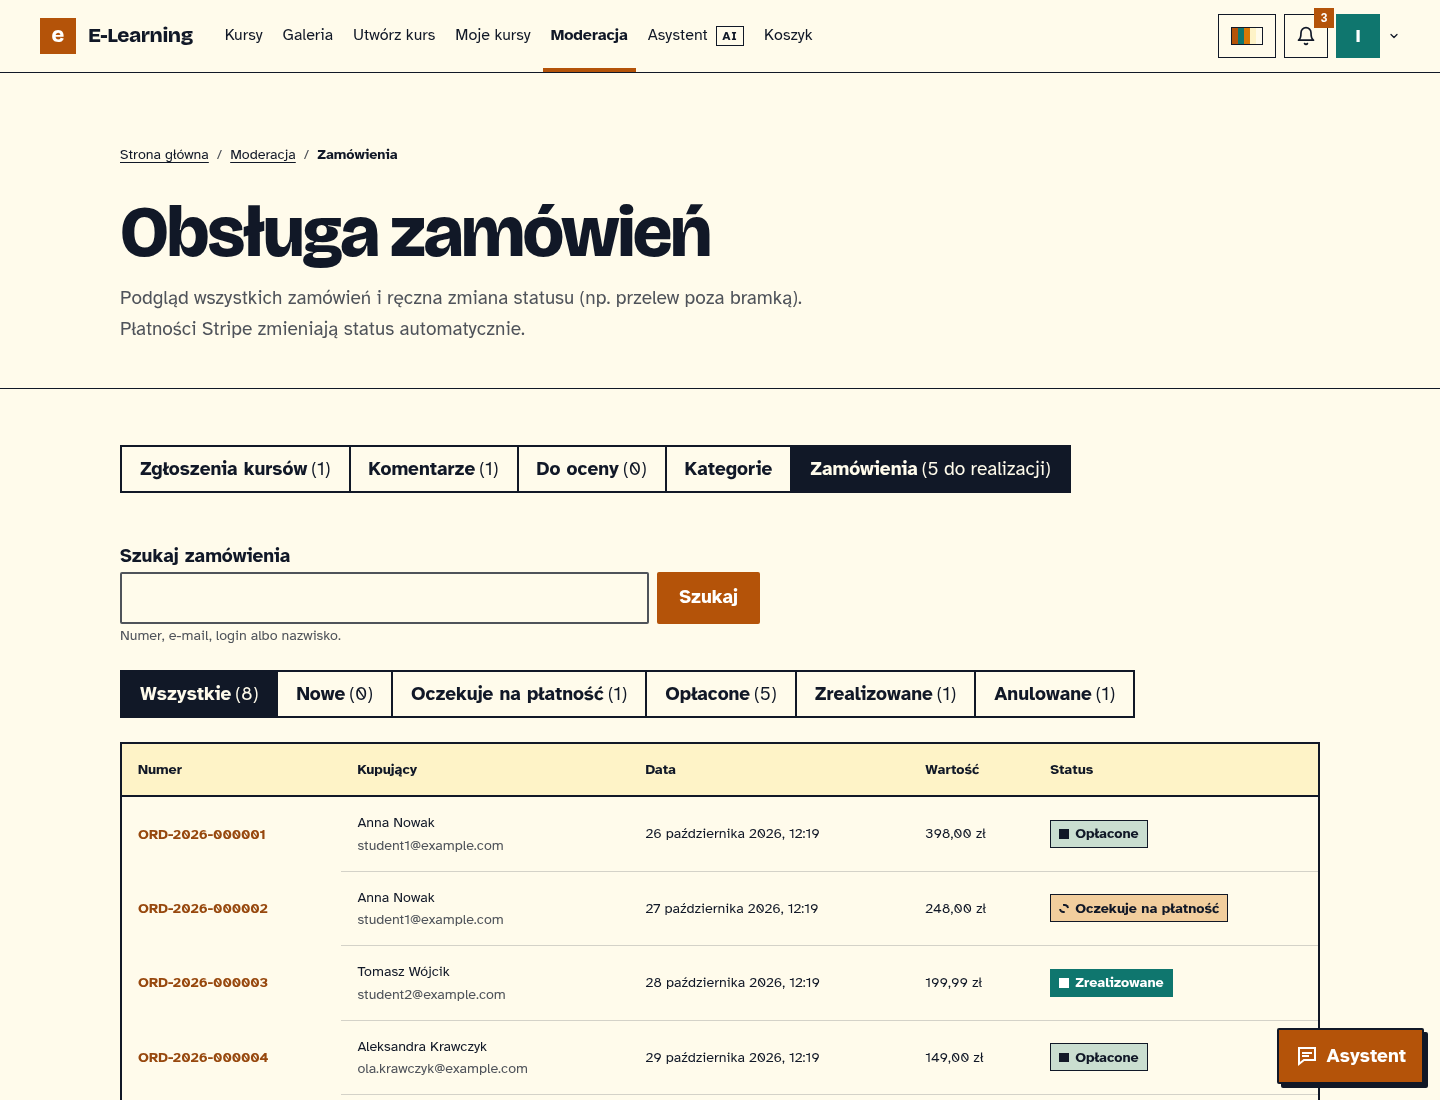 e E-Learning Kursy Galeria Utwórz kurs Moje kursy Moderacja Asystent AI Koszyk 3 I
Strona główna / Moderacja / Zamówienia
Obsługa zamówień
Podgląd wszystkich zamówień i ręczna zmiana statusu (np. przelew poza bramką).
Płatności Stripe zmieniają status automatycznie.
Zgłoszenia kursów (1) Komentarze (1) Do oceny (0) Kategorie Zamówienia (5 do realizacji)
Szukaj zamówienia
Szukaj
Numer, e-mail, login albo nazwisko.
Wszystkie (8) Nowe (0) Oczekuje na płatność (1) Opłacone (5) Zrealizowane (1) Anulowane (1)
Numer Kupujący Data Wartość Status
ORD-2026-000001 Anna Nowak 26 października 2026, 12:19 398,00 zł Opłacone
student1@example.com
ORD-2026-000002 Anna Nowak 27 października 2026, 12:19 248,00 zł Oczekuje na płatność
student1@example.com
ORD-2026-000003 Tomasz Wójcik 28 października 2026, 12:19 199,99 zł Zrealizowane
student2@example.com
ORD-2026-000004 Aleksandra Krawczyk 29 października 2026, 12:19 149,00 zł Opłacone
ola.krawczyk@example.com
Asystent